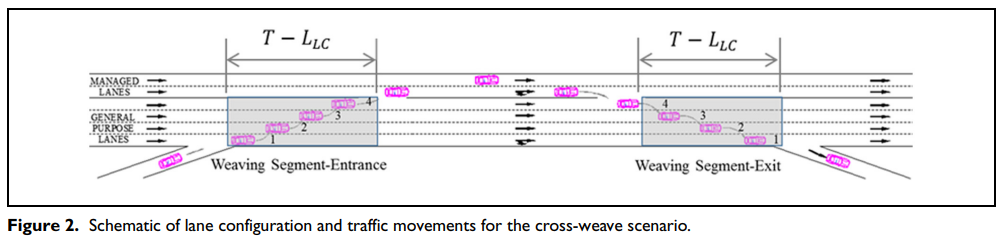 T − L_LC T − L_LC
MANAGED
LANES
GENERAL
PURPOSE
LANES
4
3
2
1
4
3
2
1
Weaving Segment-Entrance Weaving Segment-Exit
Figure 2. Schematic of lane configuration and traffic movements for the cross-weave scenario.